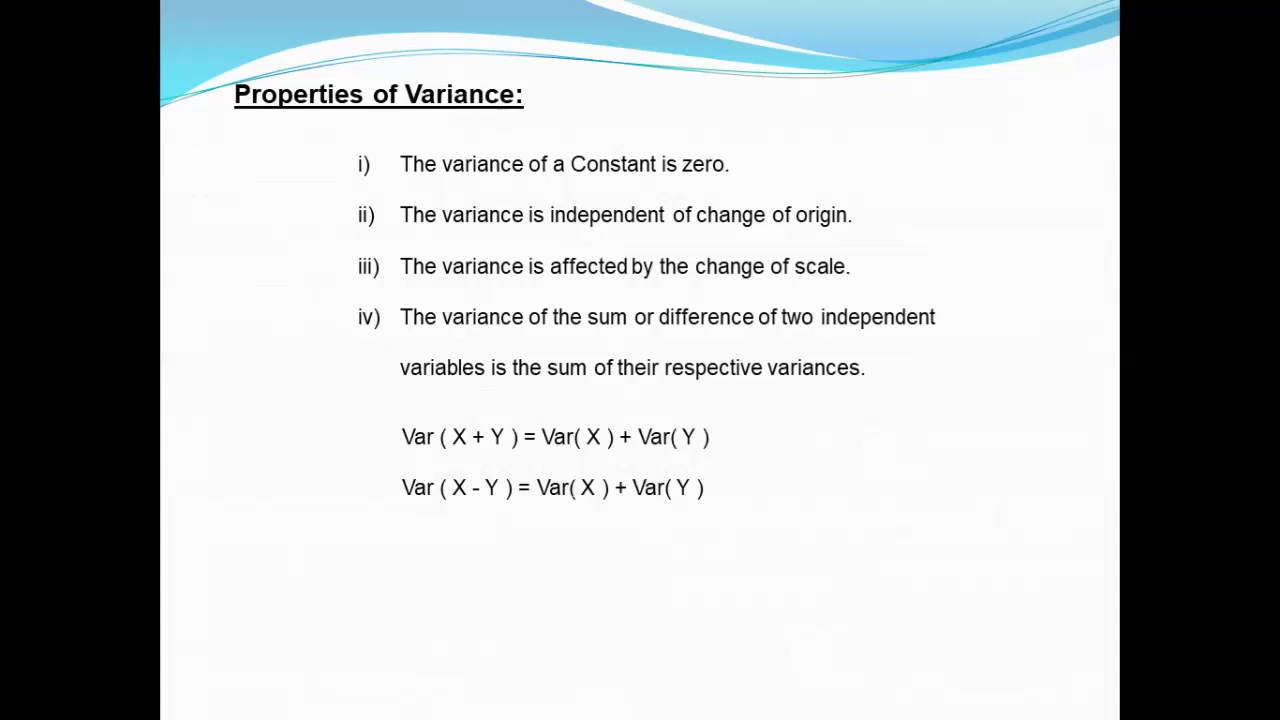 Properties of Variance:
i) The variance of a Constant is zero.
ii) The variance is independent of change of origin.
iii) The variance is affected by the change of scale.
iv) The variance of the sum or difference of two independent
variables is the sum of their respective variances.
Var ( X + Y ) = Var( X ) + Var( Y )
Var ( X - Y ) = Var( X ) + Var( Y )